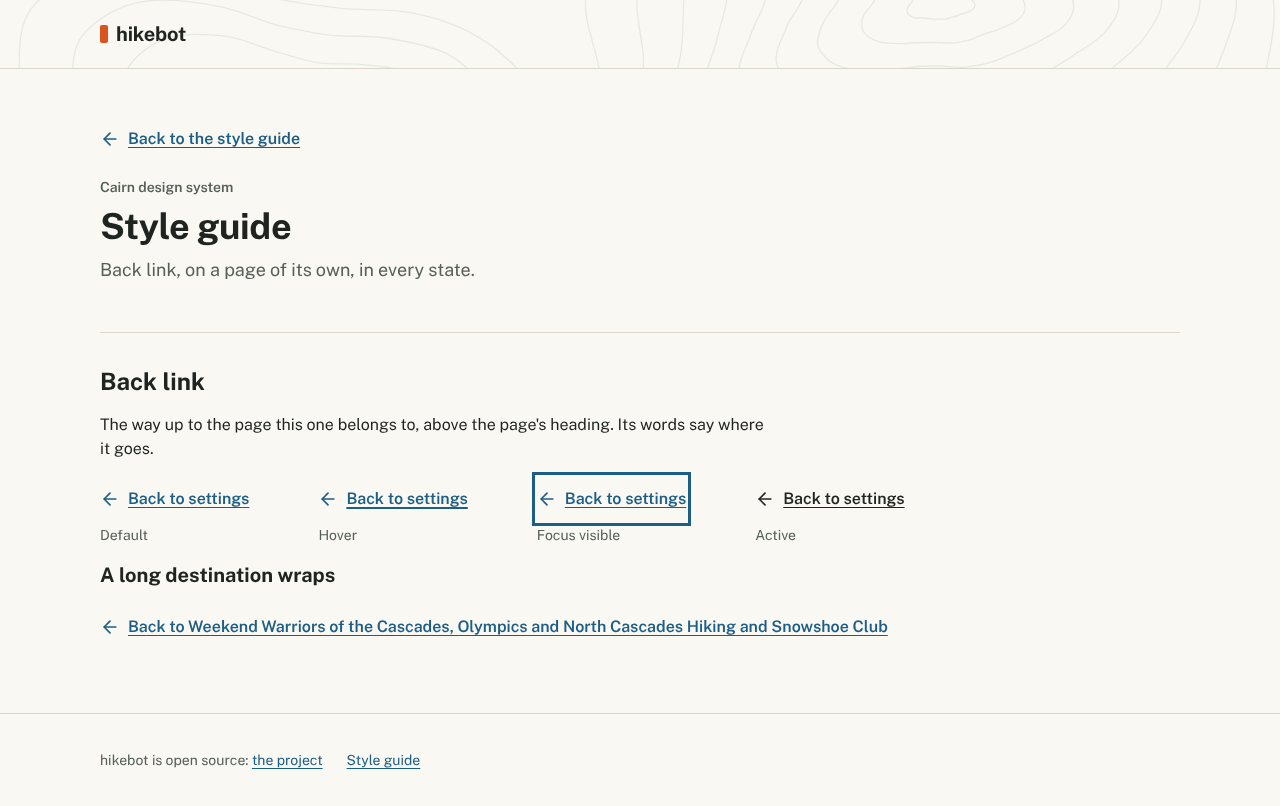 hikebot
Back to the style guide
Cairn design system
Style guide
Back link, on a page of its own, in every state.
Back link
The way up to the page this one belongs to, above the page's heading. Its words say where
it goes.
Back to settings
Back to settings
Back to settings
Back to settings
Default
Hover
Focus visible
Active
A long destination wraps
Back to Weekend Warriors of the Cascades, Olympics and North Cascades Hiking and Snowshoe Club
hikebot is open source: the project
Style guide